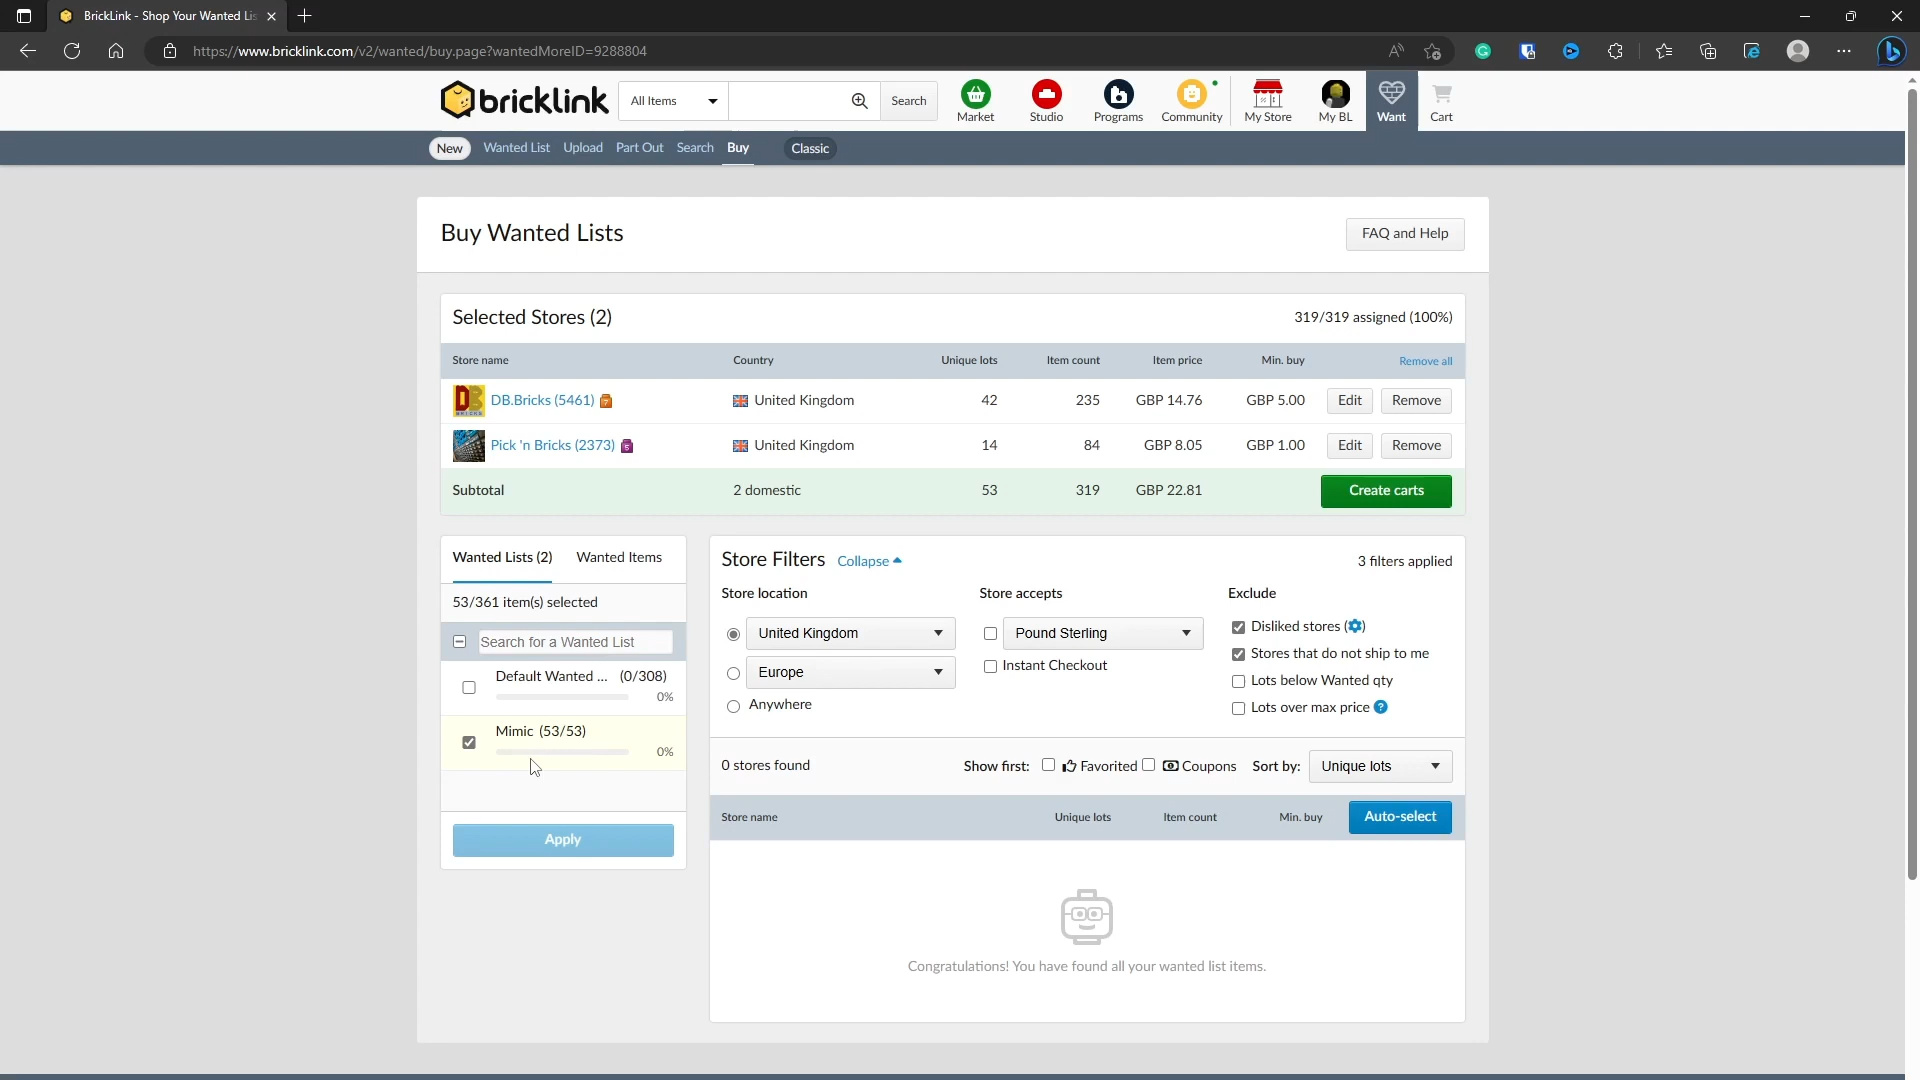 BrickLink - Shop Your Wanted Lis
https://www.bricklink.com/v2/wanted/buy.page?wantedMoreID=9288804
bricklink
All Items
Search
Market
Studio
Programs
Community
My Store
My BL
Want
Cart
New
Wanted List
Upload
Part Out
Search
Buy
Classic
Buy Wanted Lists
FAQ and Help
Selected Stores (2)
319/319 assigned (100%)
Store name Country Unique lots Item count Item price Min. buy Remove all
DB.Bricks (5461) United Kingdom 42 235 GBP 14.76 GBP 5.00 Edit Remove
Pick 'n Bricks (2373) United Kingdom 14 84 GBP 8.05 GBP 1.00 Edit Remove
Subtotal 2 domestic 53 319 GBP 22.81 Create carts
Wanted Lists (2) Wanted Items
53/361 item(s) selected
Search for a Wanted List
Default Wanted ... (0/308)
0%
Mimic (53/53)
0%
Apply
Store Filters Collapse
3 filters applied
Store location
United Kingdom
Europe
Anywhere
Store accepts
Pound Sterling
Instant Checkout
Exclude
Disliked stores ( )
Stores that do not ship to me
Lots below Wanted qty
Lots over max price ?
0 stores found
Show first: Favorited Coupons Sort by: Unique lots
Store name Unique lots Item count Min. buy Auto-select
Congratulations! You have found all your wanted list items.